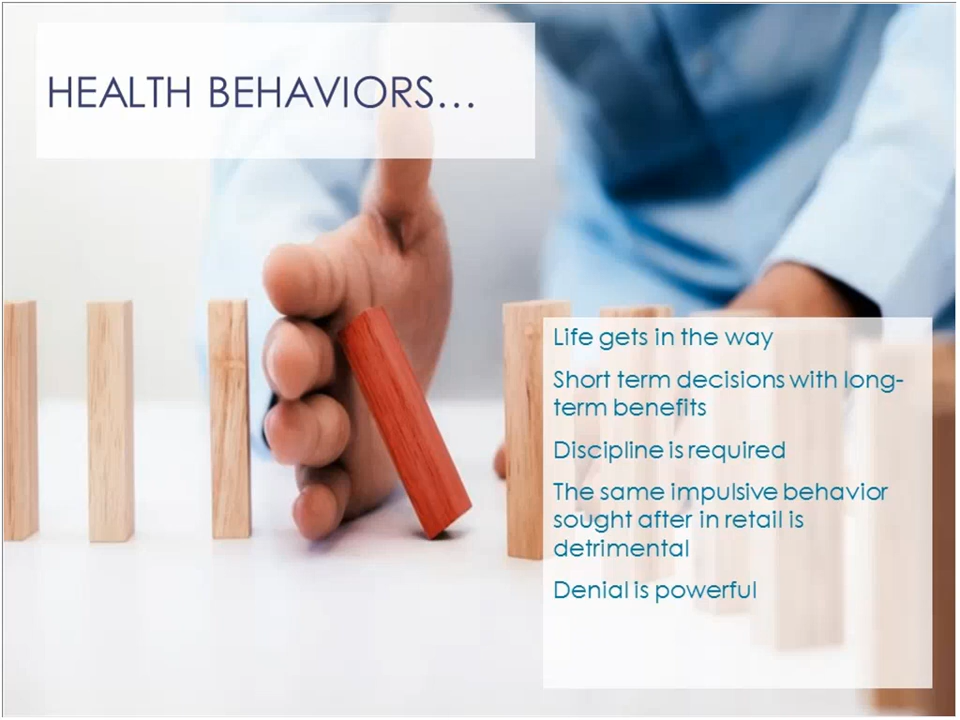 HEALTH BEHAVIORS…
Life gets in the way
Short term decisions with long-
term benefits
Discipline is required
The same impulsive behavior
sought after in retail is
detrimental
Denial is powerful